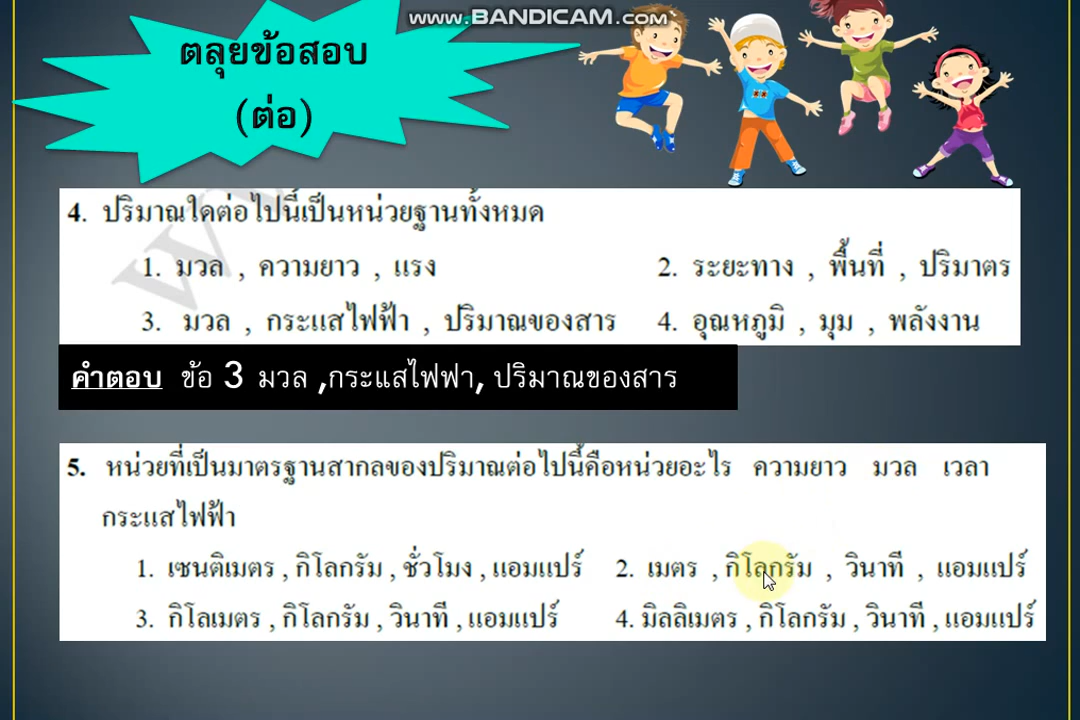 www.BANDICAM.com
ตลุยข้อสอบ
(ต่อ)
4. ปริมาณใดต่อไปนี้เป็นหน่วยฐานทั้งหมด
1. มวล , ความยาว , แรง 2. ระยะทาง , พื้นที่ , ปริมาตร
3. มวล , กระแสไฟฟ้า , ปริมาณของสาร 4. อุณหภูมิ , มุม , พลังงาน
คำตอบ ข้อ 3 มวล ,กระแสไฟฟา, ปริมาณของสาร
5. หน่วยที่เป็นมาตรฐานสากลของปริมาณต่อไปนี้คือหน่วยอะไร ความยาว มวล เวลา
กระแสไฟฟ้า
1. เซนติเมตร , กิโลกรัม , ชั่วโมง , แอมแปร์ 2. เมตร , กิโลกรัม , วินาที , แอมแปร์
3. กิโลเมตร , กิโลกรัม , วินาที , แอมแปร์ 4. มิลลิเมตร , กิโลกรัม , วินาที , แอมแปร์